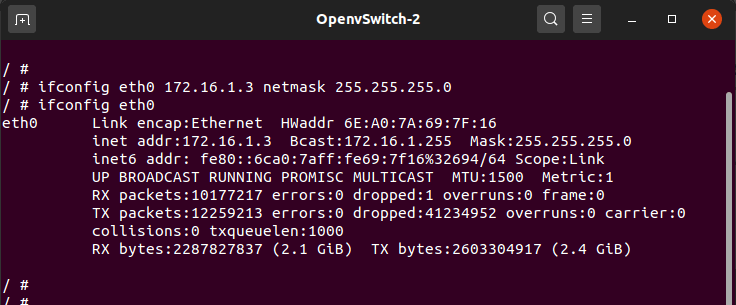 OpenvSwitch-2
/ #
/ # ifconfig eth0 172.16.1.3 netmask 255.255.255.0
/ # ifconfig eth0
eth0      Link encap:Ethernet  HWaddr 6E:A0:7A:69:7F:16
          inet addr:172.16.1.3  Bcast:172.16.1.255  Mask:255.255.255.0
          inet6 addr: fe80::6ca0:7aff:fe69:7f16%32694/64 Scope:Link
          UP BROADCAST RUNNING PROMISC MULTICAST  MTU:1500  Metric:1
          RX packets:10177217 errors:0 dropped:1 overruns:0 frame:0
          TX packets:12259213 errors:0 dropped:41234952 overruns:0 carrier:0
          collisions:0 txqueuelen:1000
          RX bytes:2287827837 (2.1 GiB)  TX bytes:2603304917 (2.4 GiB)
/ #
/ #